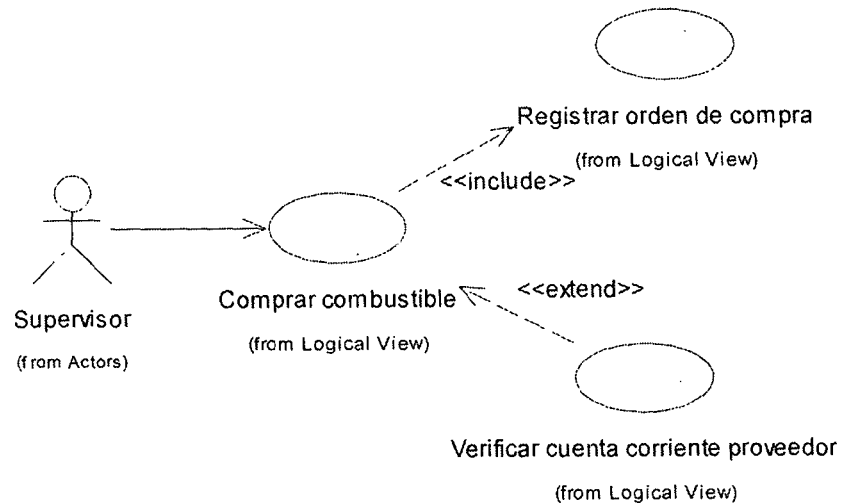 Registrar orden de compra
(from Logical View)
<<include>>
Comprar combustible
(from Logical View)
Supervisor
(from Actors)
<<extend>>
Verificar cuenta corriente proveedor
(from Logical View)